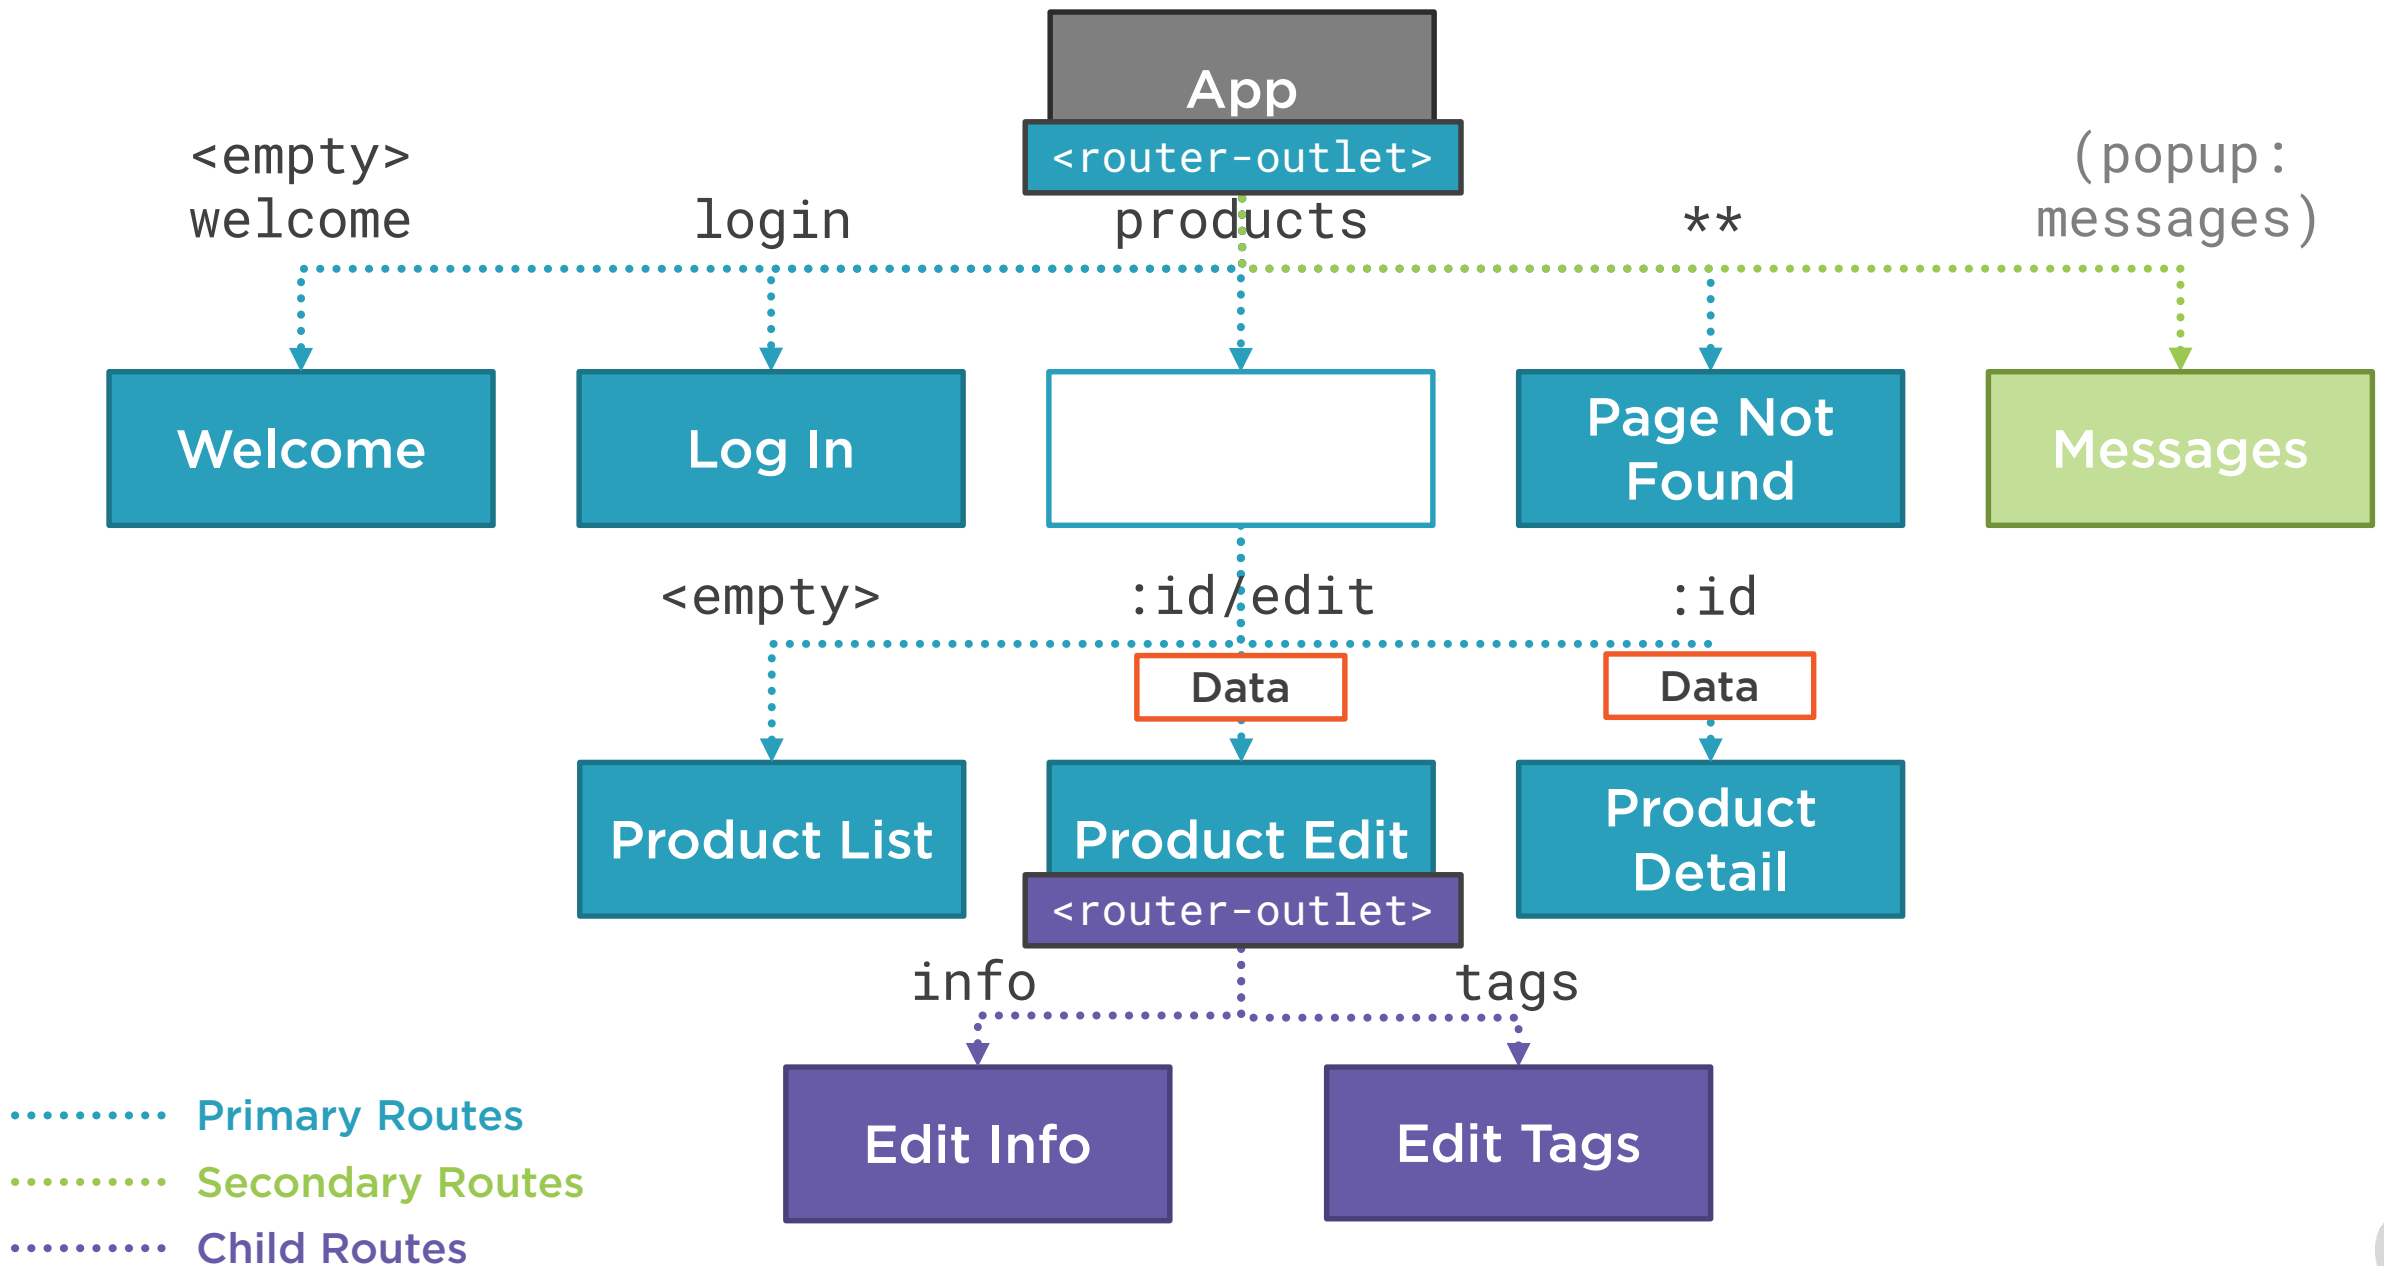 App
<router-outlet>
<empty>
welcome
login
products
**
(popup:
messages)
Welcome
Log In
Page Not
Found
Messages
<empty>
:id/edit
:id
Data
Data
Product List
Product Edit
<router-outlet>
Product
Detail
info
tags
Edit Info
Edit Tags
Primary Routes
Secondary Routes
Child Routes